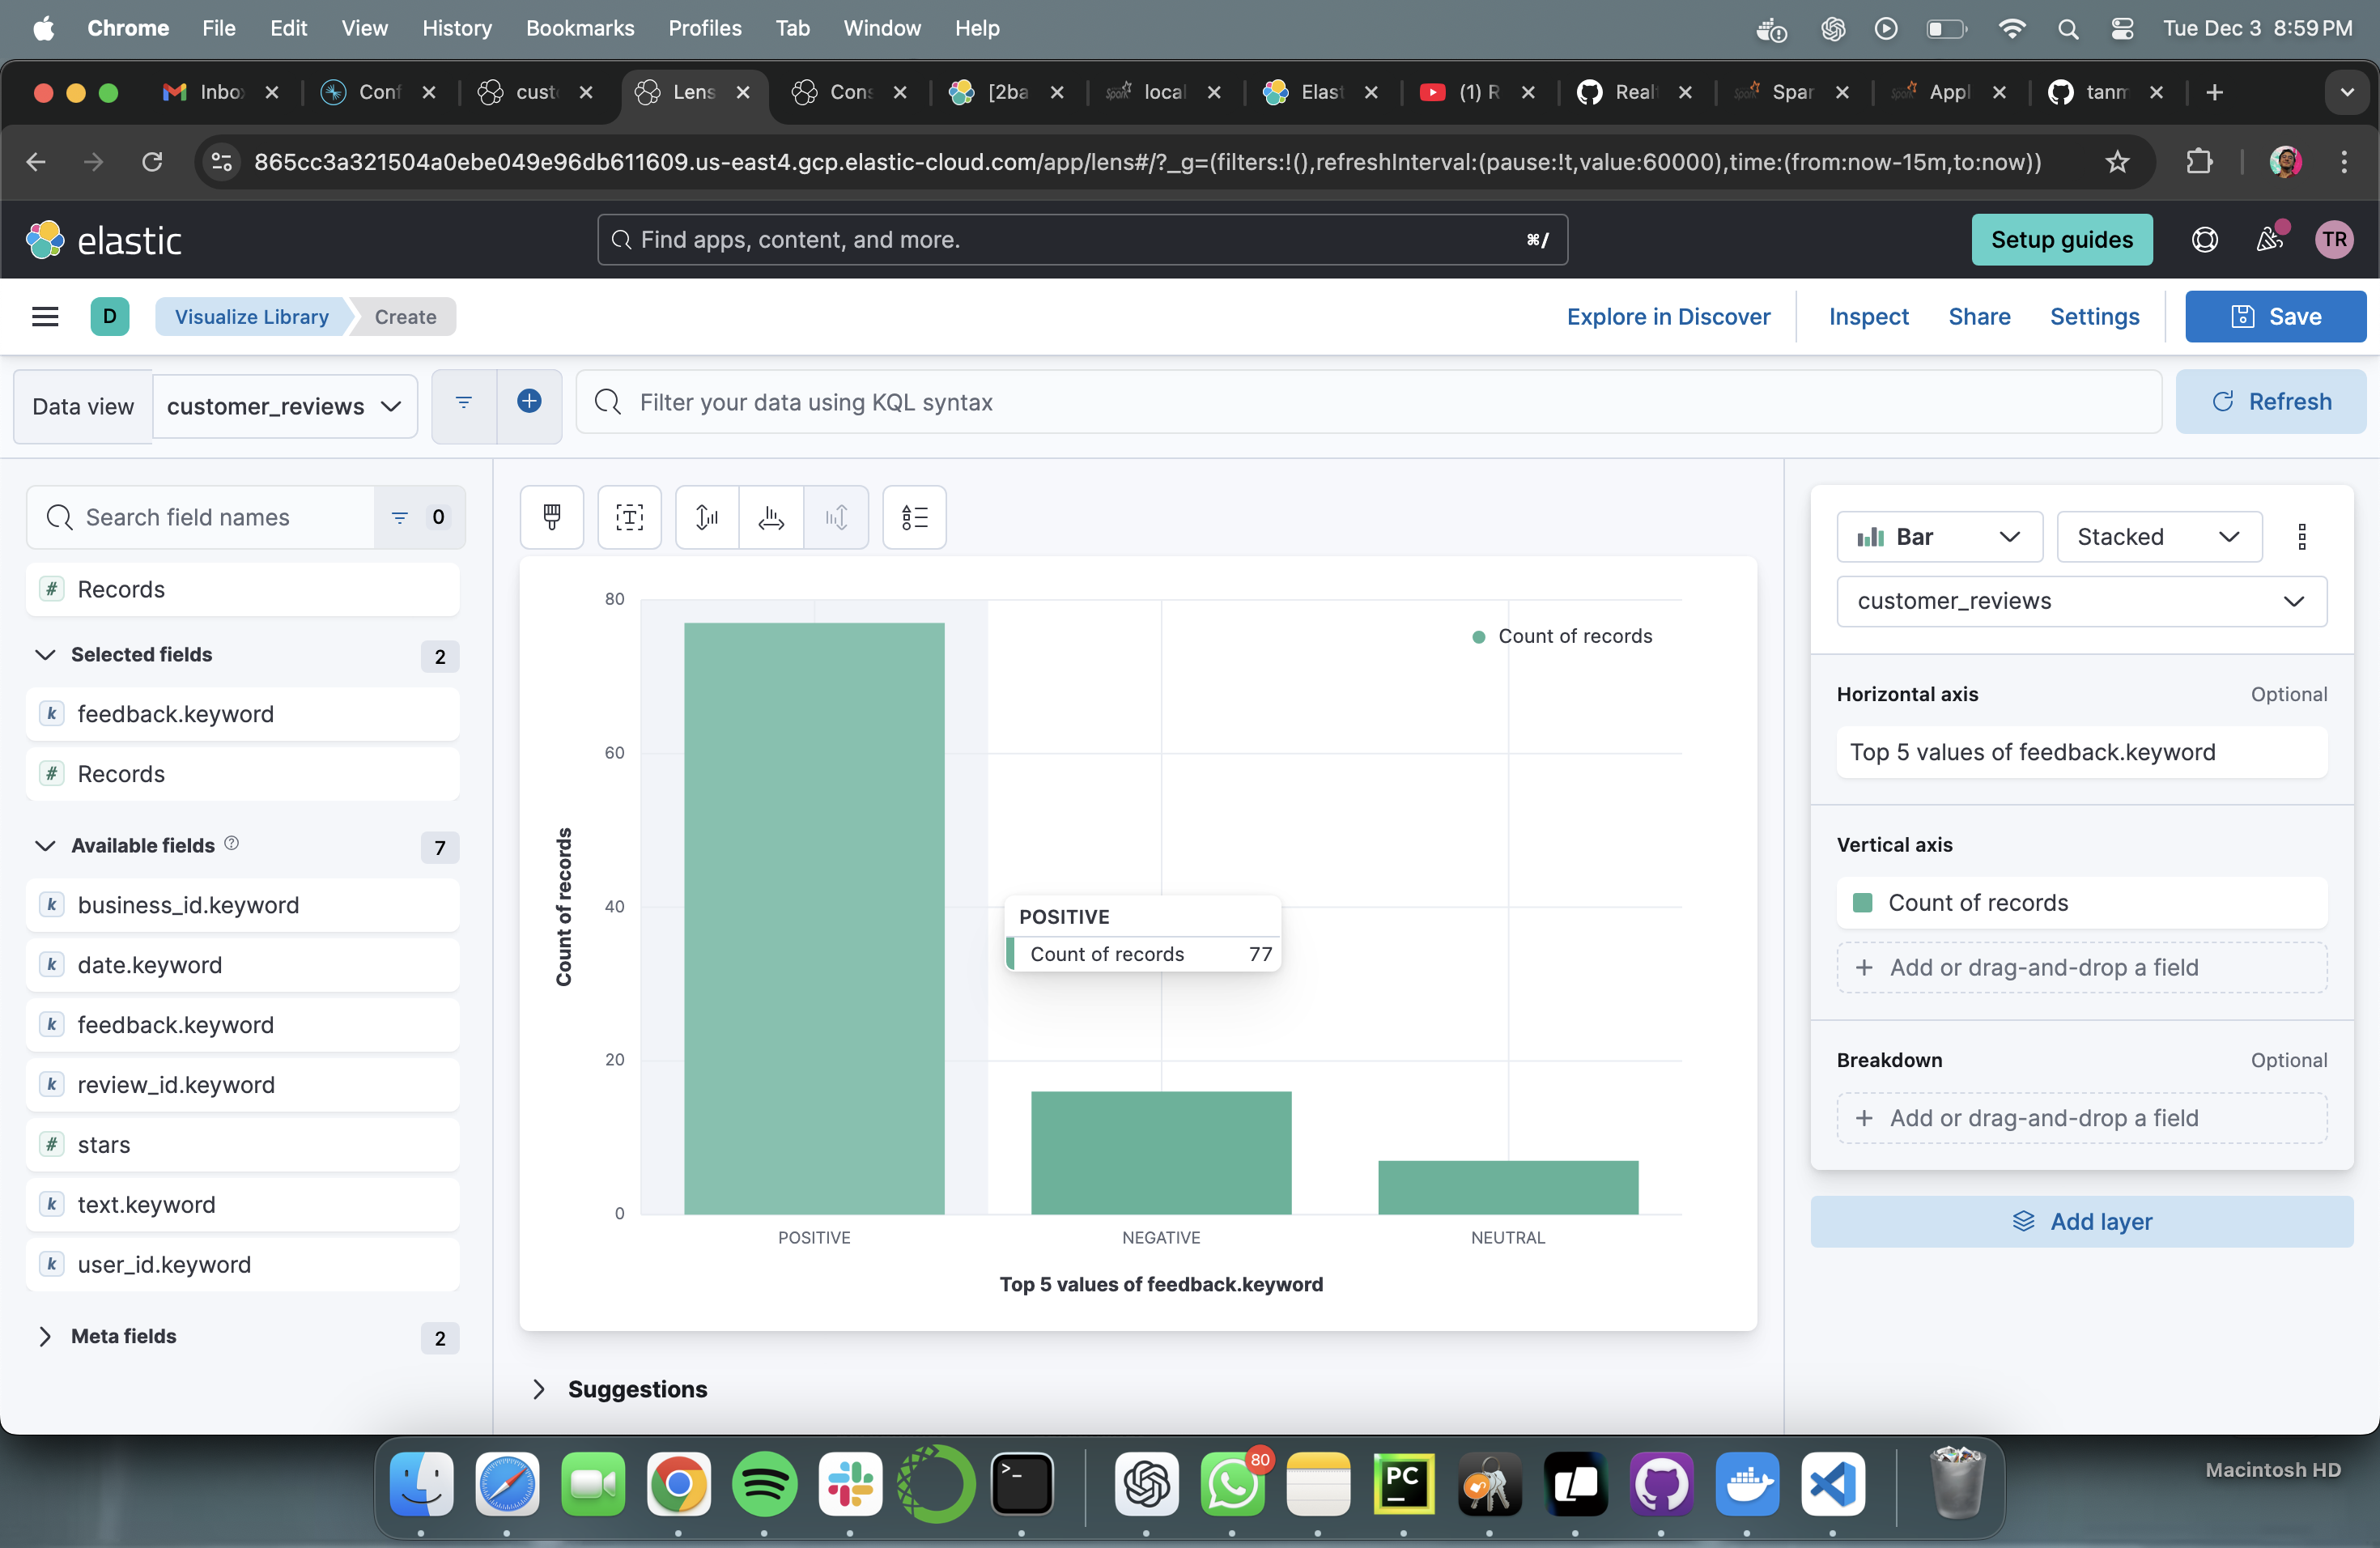 Chrome File Edit View History Bookmarks Profiles Tab Window Help Tue Dec 3 8:59 PM
Inbo Conf cust Lens Cons [2ba local Elast (1) R Real Spar Appl tanm
865cc3a321504a0ebe049e96db611609.us-east4.gcp.elastic-cloud.com/app/lens#/?_g=(filters:!(),refreshInterval:(pause:!t,value:60000),time:(from:now-15m,to:now))
elastic Find apps, content, and more. ⌘/ Setup guides TR
D Visualize Library Create Explore in Discover Inspect Share Settings Save
Data view customer_reviews Filter your data using KQL syntax Refresh
Search field names 0
# Records
Selected fields 2
k feedback.keyword
# Records
Available fields 7
k business_id.keyword
k date.keyword
k feedback.keyword
k review_id.keyword
# stars
k text.keyword
k user_id.keyword
Meta fields 2
80
60
40
20
0
Count of records
Count of records
POSITIVE
Count of records 77
POSITIVE NEGATIVE NEUTRAL
Top 5 values of feedback.keyword
Suggestions
Bar Stacked
customer_reviews
Horizontal axis Optional
Top 5 values of feedback.keyword
Vertical axis
Count of records
+ Add or drag-and-drop a field
Breakdown Optional
+ Add or drag-and-drop a field
Add layer
80
PC
Macintosh HD